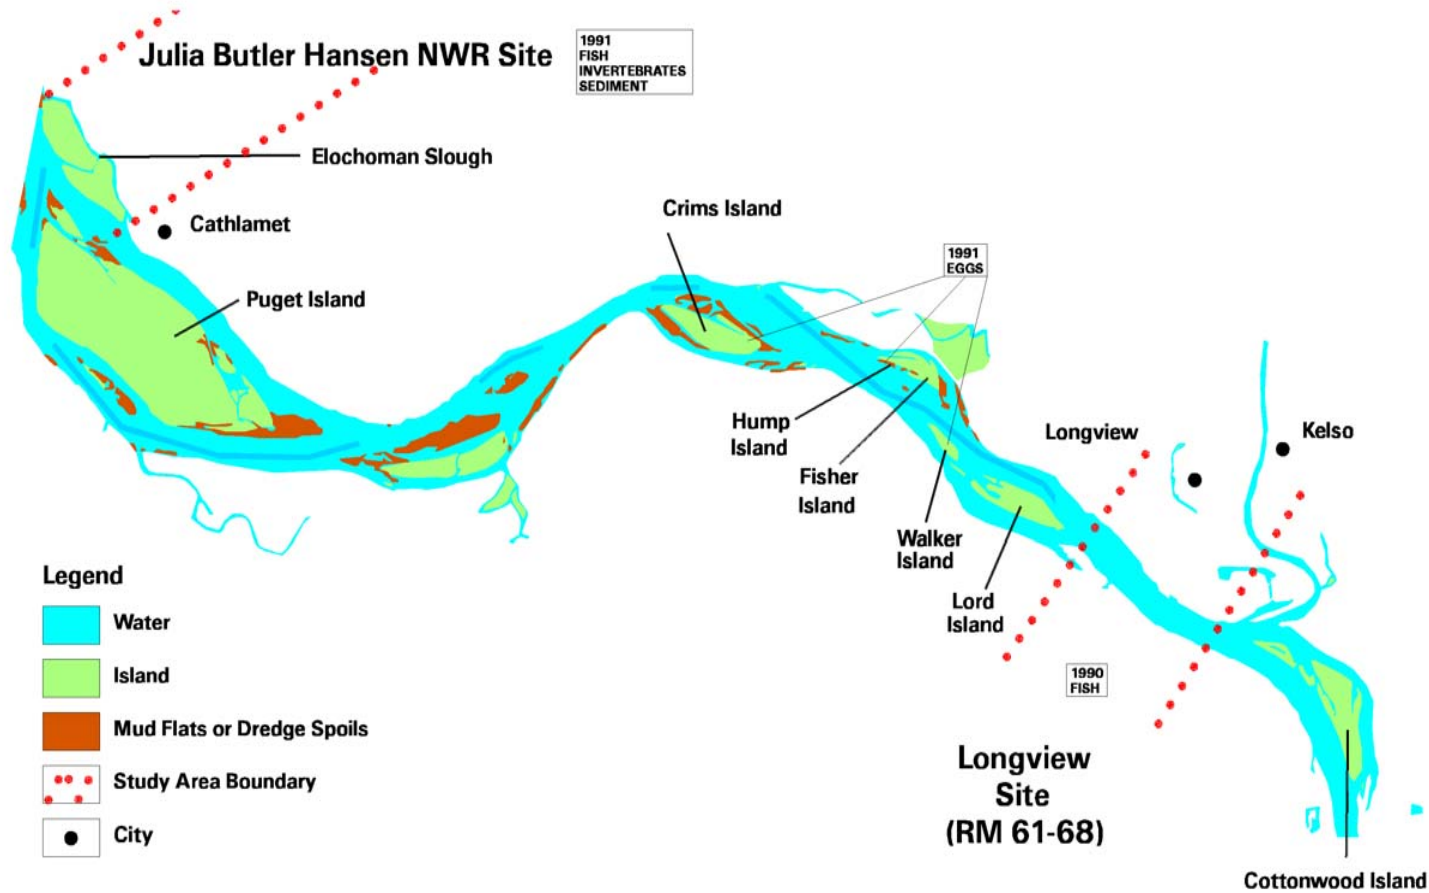 Julia Butler Hansen NWR Site
1991
FISH
INVERTEBRATES
SEDIMENT
Elochoman Slough
Cathlamet
Crims Island
1991
EGGS
Puget Island
Hump
Island
Fisher
Island
Walker
Island
Lord
Island
Longview
Kelso
1990
FISH
Longview
Site
(RM 61-68)
Cottonwood Island
Legend
Water
Island
Mud Flats or Dredge Spoils
Study Area Boundary
City